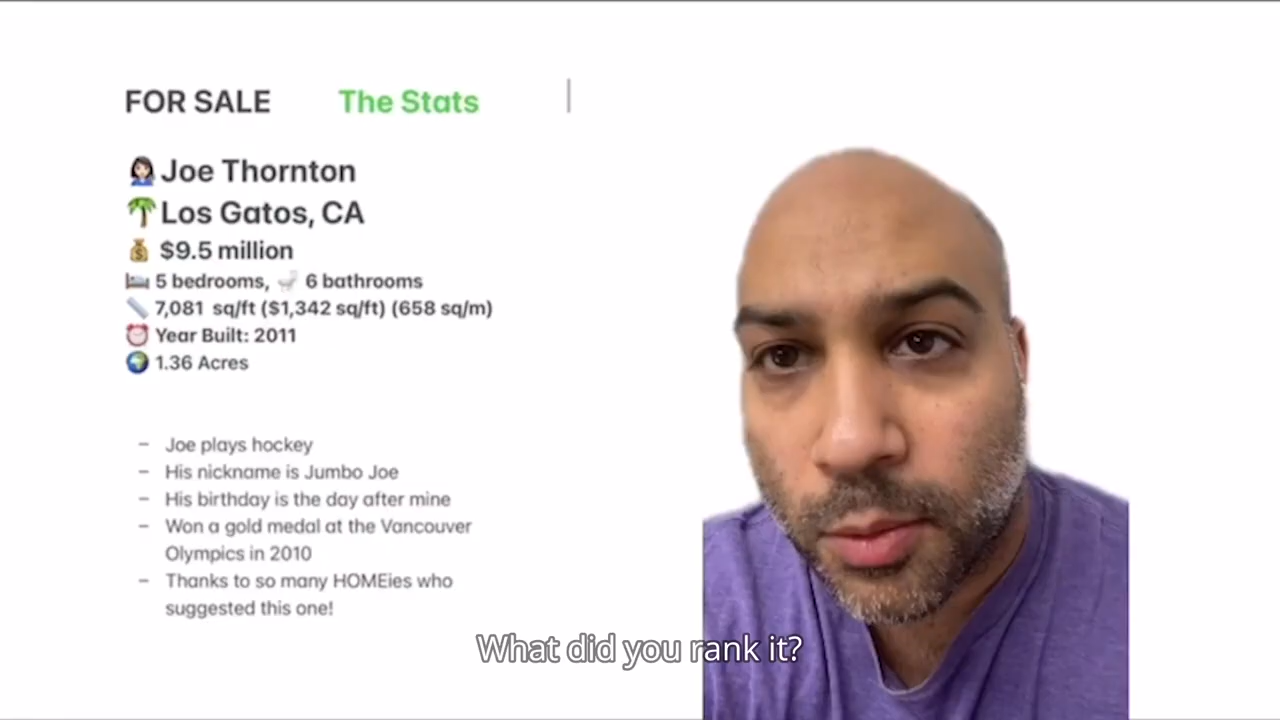 FOR SALE The Stats
Joe Thornton
Los Gatos, CA
$9.5 million
5 bedrooms, 6 bathrooms
7,081 sq/ft ($1,342 sq/ft) (658 sq/m)
Year Built: 2011
1.36 Acres
– Joe plays hockey
– His nickname is Jumbo Joe
– His birthday is the day after mine
– Won a gold medal at the Vancouver
Olympics in 2010
– Thanks to so many HOMEies who
suggested this one!
What did you rank it?